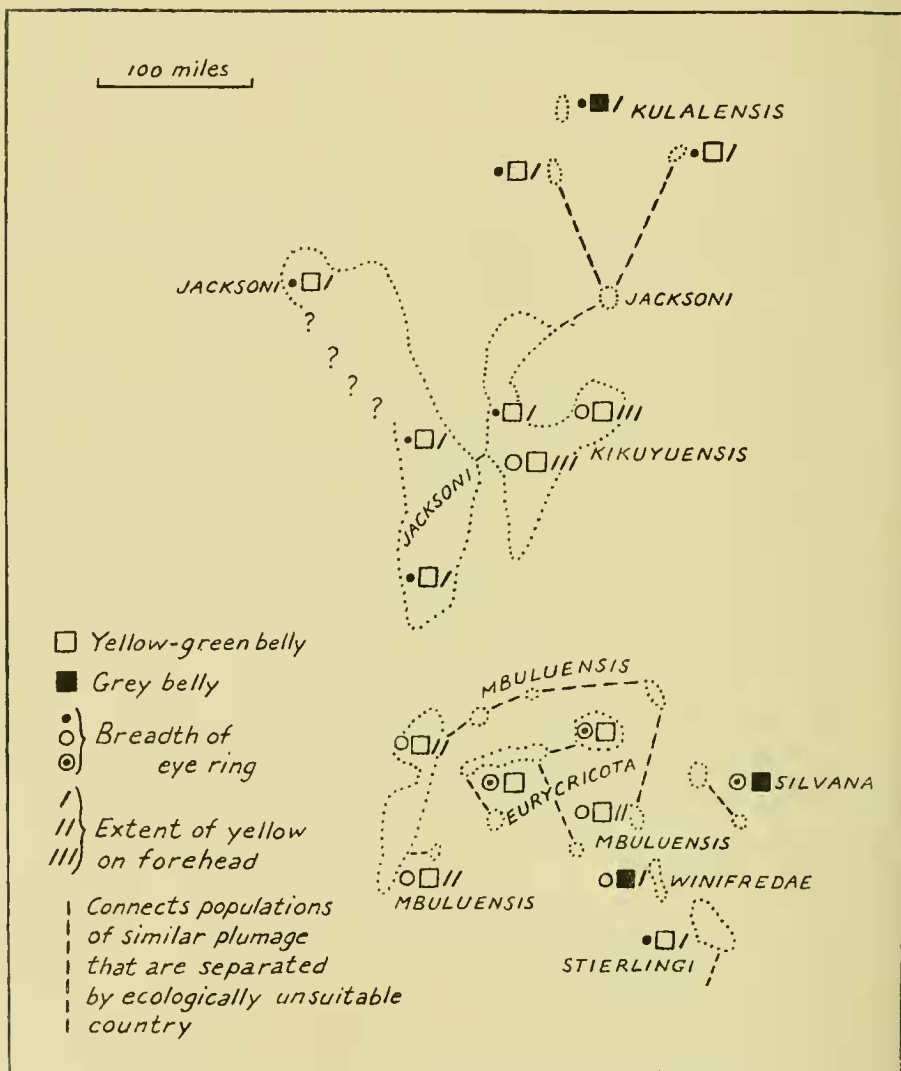 100 miles
KULALENSIS
JACKSONI
JACKSONI
?
?
?
?
KIKUYUENSIS
JACKSONI
Yellow-green belly
Grey belly
Breadth of
eye ring
Extent of yellow
on forehead
Connects populations
of similar plumage
that are separated
by ecologically unsuitable
country
MBULUENSIS
EURYCRICOTA
SILVANA
MBULUENSIS
MBULUENSIS
WINIFREDAE
STIERLINGI